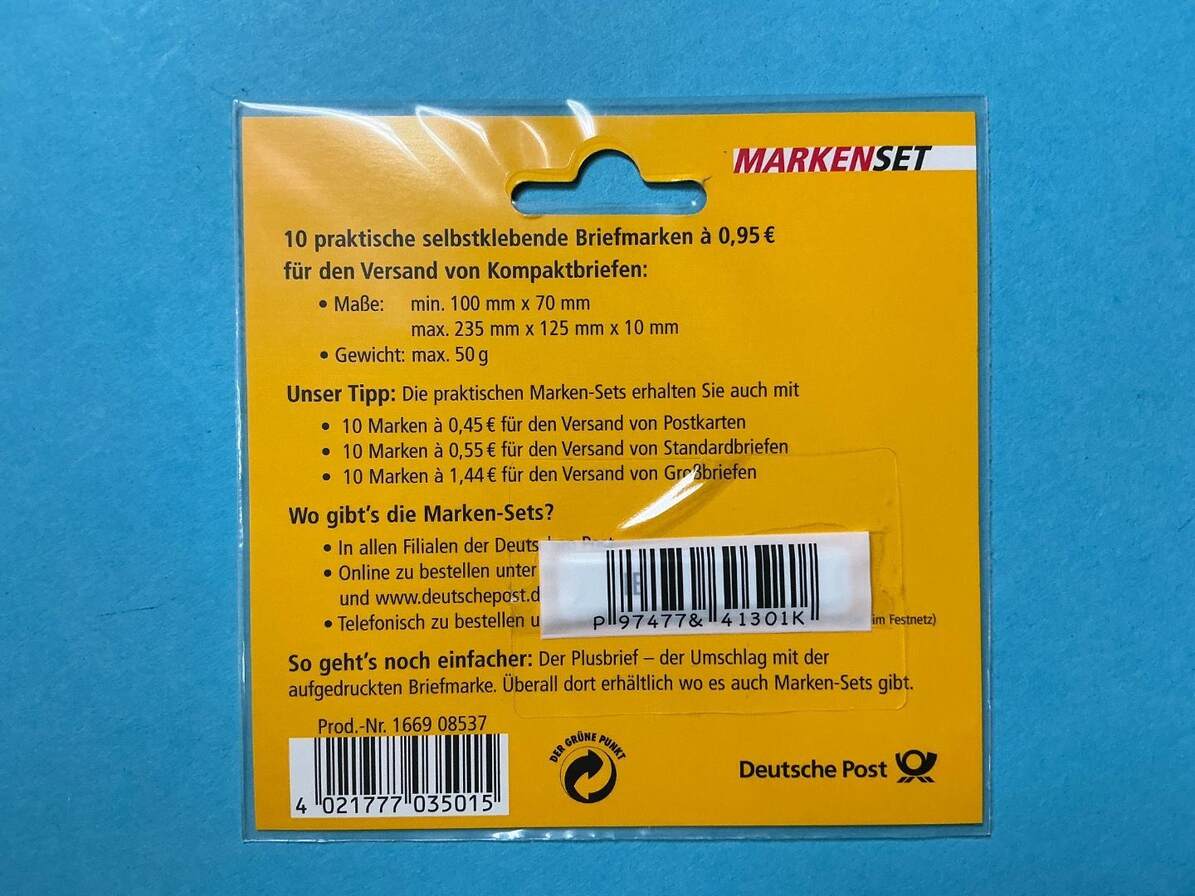 MARKENSET
10 praktische selbstklebende Briefmarken à 0,95 €
für den Versand von Kompaktbriefen:
• Maße: min. 100 mm x 70 mm
max. 235 mm x 125 mm x 10 mm
• Gewicht: max. 50 g
Unser Tipp: Die praktischen Marken-Sets erhalten Sie auch mit
• 10 Marken à 0,45 € für den Versand von Postkarten
• 10 Marken à 0,55 € für den Versand von Standardbriefen
• 10 Marken à 1,44 € für den Versand von Großbriefen
Wo gibt's die Marken-Sets?
• In allen Filialen der Deutschen Post
• Online zu bestellen unter
und www.deutschepost.d
• Telefonisch zu bestellen u
im Festnetz)
P 97477& 41301K
So geht's noch einfacher: Der Plusbrief – der Umschlag mit der
aufgedruckten Briefmarke. Überall dort erhältlich wo es auch Marken-Sets gibt.
Prod.-Nr. 1669 08537
4 021777 035015
DER GRÜNE PUNKT
Deutsche Post